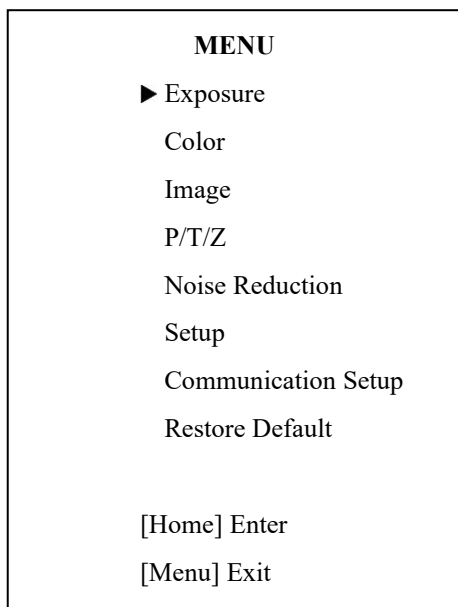 MENU
▶ Exposure
Color
Image
P/T/Z
Noise Reduction
Setup
Communication Setup
Restore Default
[Home] Enter
[Menu] Exit